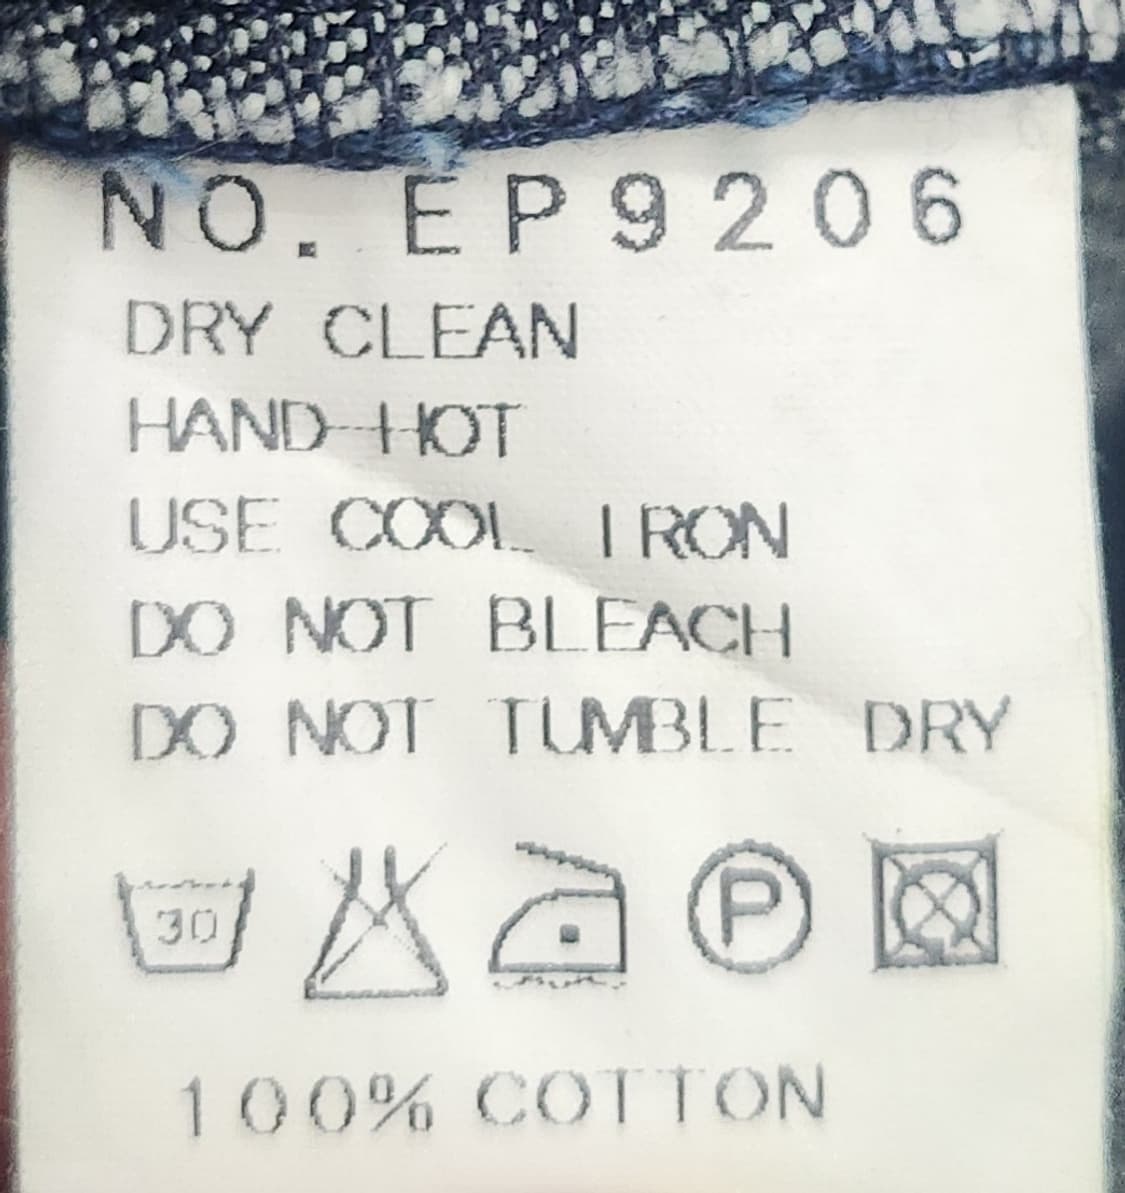 NO. EP9206
DRY CLEAN
HAND-HOT
USE COOL IRON
DO NOT BLEACH
DO NOT TUMBLE DRY
30 P
100% COTTON